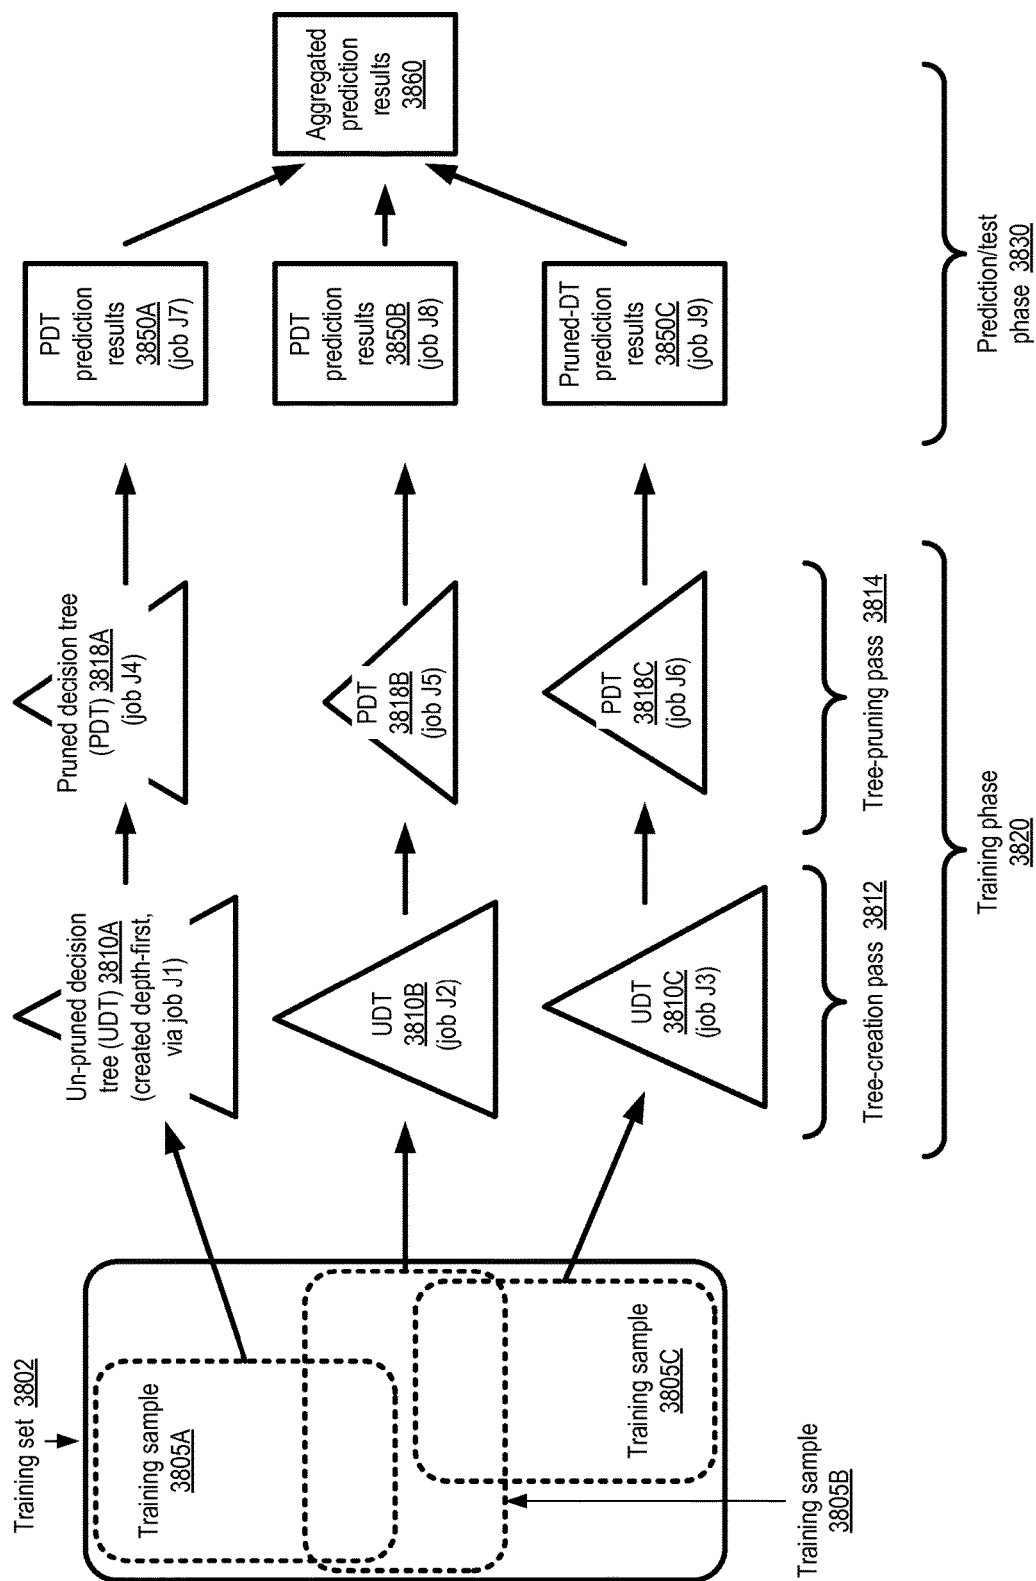 Training set 3802
Training sample
3805A
Training sample
3805C
Training sample
3805B
Un-pruned decision
tree (UDT) 3810A
(created depth-first,
via job J1)
UDT
3810B
(job J2)
UDT
3810C
(job J3)
Tree-creation pass 3812
Pruned decision tree
(PDT) 3818A
(job J4)
PDT
3818B
(job J5)
PDT
3818C
(job J6)
Tree-pruning pass 3814
Training phase
3820
PDT
prediction
results
3850A
(job J7)
PDT
prediction
results
3850B
(job J8)
Pruned-DT
prediction
results
3850C
(job J9)
Aggregated
prediction
results
3860
Prediction/test
phase 3830